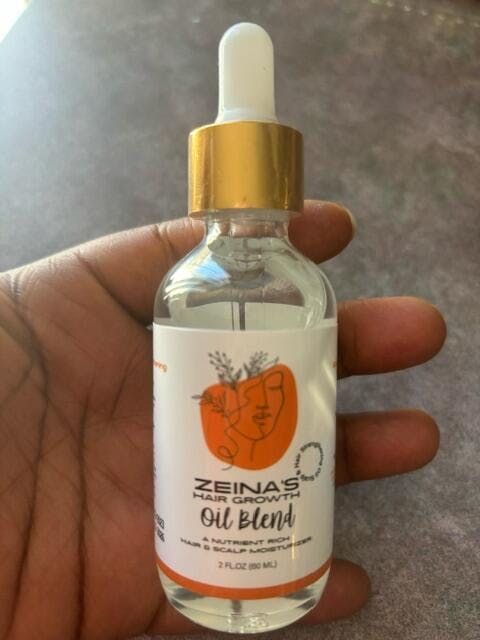 ZEINA'S
HAIR GROWTH
Oil Blend
A NUTRIENT RICH
HAIR & SCALP MOISTURIZER
2 FL.OZ (60 ML)